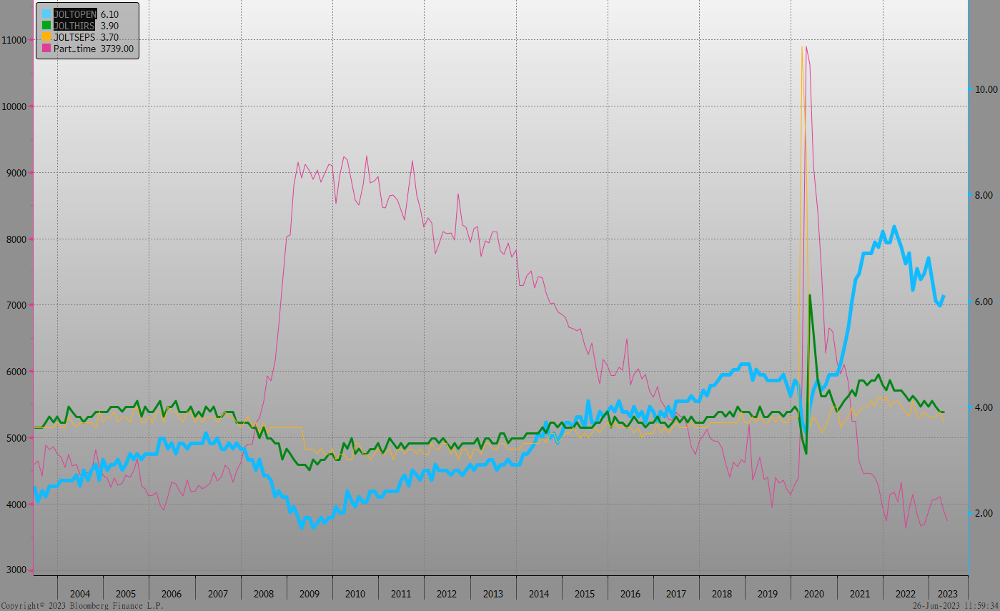 JOLTOPEN 6.10
JOLTHIRS 3.90
JOLTSEPS 3.70
Part_time 3739.00
11000
10000
9000
8000
7000
6000
5000
4000
3000
10.00
8.00
6.00
4.00
2.00
2004 2005 2006 2007 2008 2009 2010 2011 2012 2013 2014 2015 2016 2017 2018 2019 2020 2021 2022 2023
Copyright© 2023 Bloomberg Finance L.P. 26-Jun-2023 11:59:34